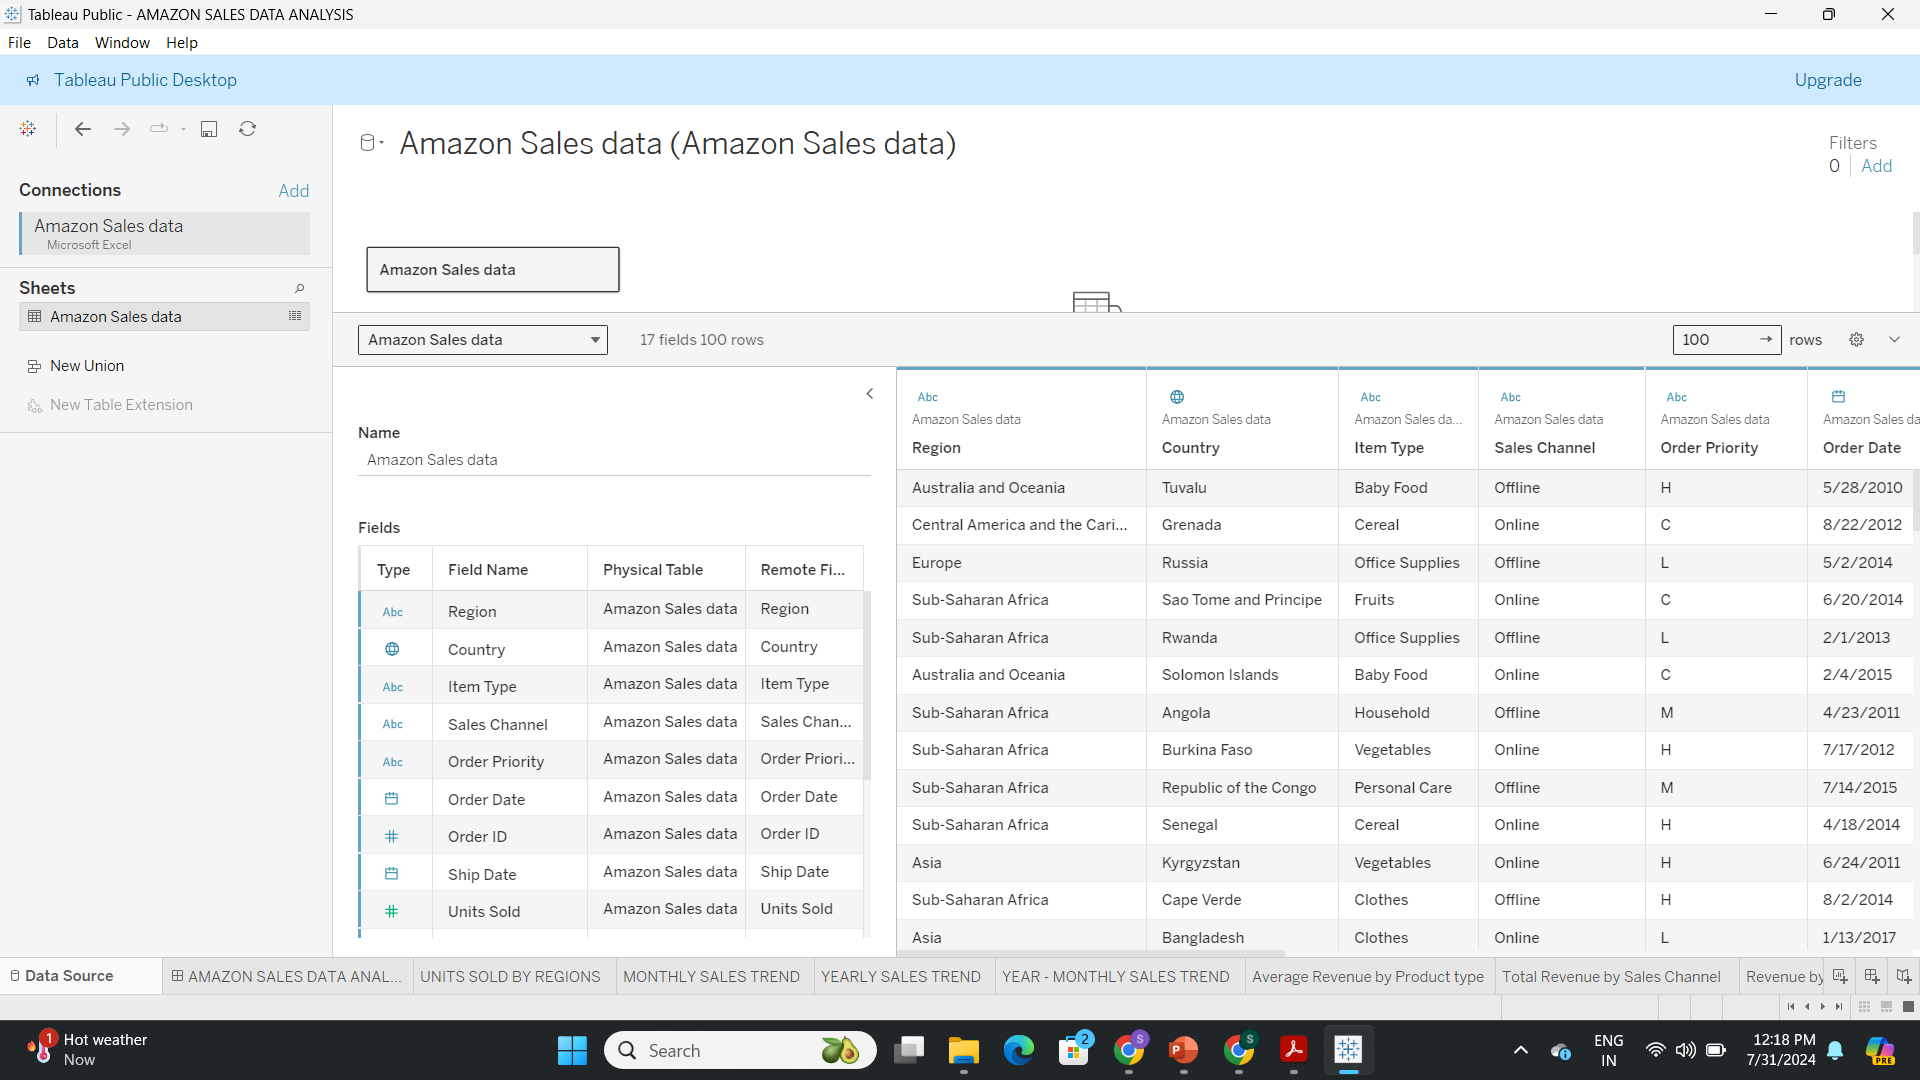 Tableau Public - AMAZON SALES DATA ANALYSIS
File Data Window Help
Tableau Public Desktop Upgrade
Connections Add
Amazon Sales data
Microsoft Excel
Sheets
Amazon Sales data
New Union
New Table Extension
Amazon Sales data (Amazon Sales data)
Filters
0 Add
Amazon Sales data
Amazon Sales data 17 fields 100 rows 100 → rows
Name
Amazon Sales data
Fields
Type Field Name Physical Table Remote Fi...
Abc Region Amazon Sales data Region
Country Amazon Sales data Country
Abc Item Type Amazon Sales data Item Type
Abc Sales Channel Amazon Sales data Sales Chan...
Abc Order Priority Amazon Sales data Order Priori...
Order Date Amazon Sales data Order Date
# Order ID Amazon Sales data Order ID
Ship Date Amazon Sales data Ship Date
# Units Sold Amazon Sales data Units Sold
Abc Abc Abc Abc
Amazon Sales data Amazon Sales data Amazon Sales da... Amazon Sales data Amazon Sales data Amazon Sales da
Region Country Item Type Sales Channel Order Priority Order Date
Australia and Oceania Tuvalu Baby Food Offline H 5/28/2010
Central America and the Cari... Grenada Cereal Online C 8/22/2012
Europe Russia Office Supplies Offline L 5/2/2014
Sub-Saharan Africa Sao Tome and Principe Fruits Online C 6/20/2014
Sub-Saharan Africa Rwanda Office Supplies Offline L 2/1/2013
Australia and Oceania Solomon Islands Baby Food Online C 2/4/2015
Sub-Saharan Africa Angola Household Offline M 4/23/2011
Sub-Saharan Africa Burkina Faso Vegetables Online H 7/17/2012
Sub-Saharan Africa Republic of the Congo Personal Care Offline M 7/14/2015
Sub-Saharan Africa Senegal Cereal Online H 4/18/2014
Asia Kyrgyzstan Vegetables Online H 6/24/2011
Sub-Saharan Africa Cape Verde Clothes Offline H 8/2/2014
Asia Bangladesh Clothes Online L 1/13/2017
Data Source AMAZON SALES DATA ANAL... UNITS SOLD BY REGIONS MONTHLY SALES TREND YEARLY SALES TREND YEAR - MONTHLY SALES TREND Average Revenue by Product type Total Revenue by Sales Channel Revenue by
1 Hot weather
Now
Search
2
S
P
S
PRE
ENG
IN
12:18 PM
7/31/2024